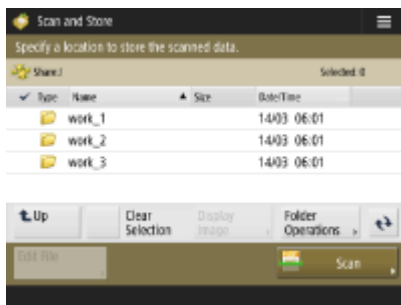 Scan and Store
Specify a location to store the scanned data.
Share:/ Selected: 0
✓ Type Name ▲ Size Date/Time
work_1 14/03 06:01
work_2 14/03 06:01
work_3 14/03 06:01
Up Clear Selection Display Image Folder Operations
Edit File Scan